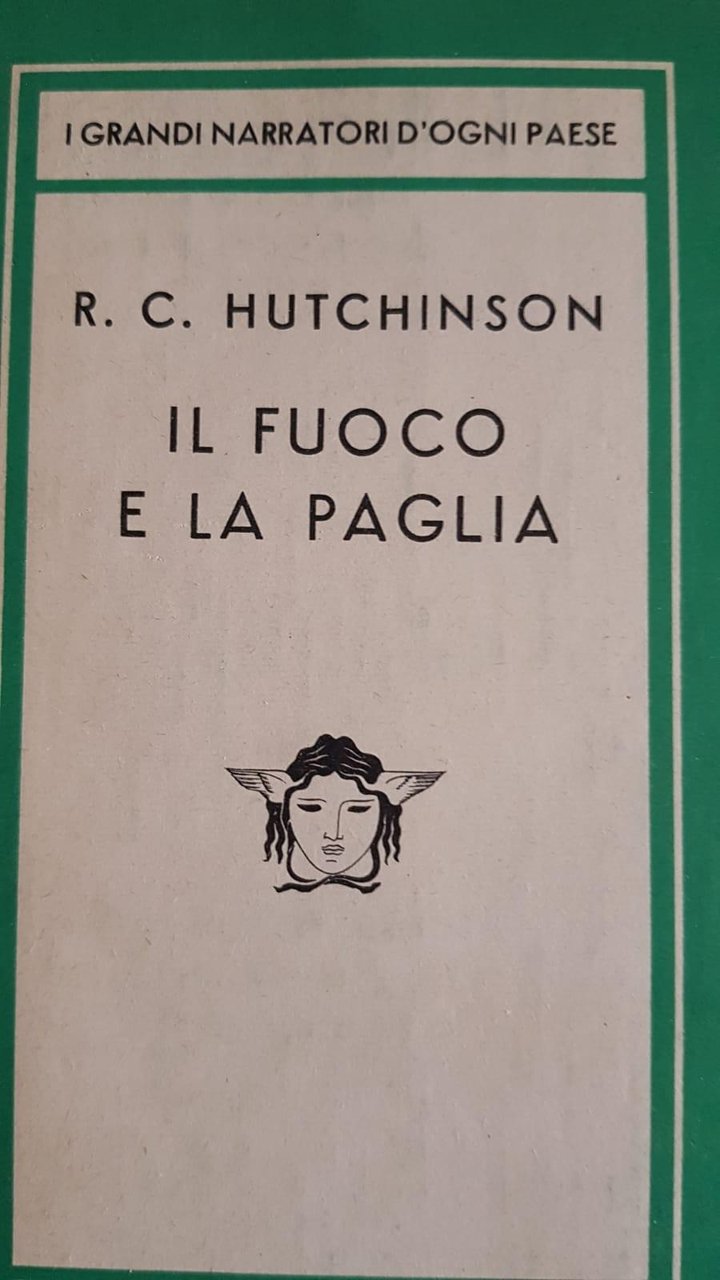 I GRANDI NARRATORI D'OGNI PAESE
R. C. HUTCHINSON
IL FUOCO
E LA PAGLIA